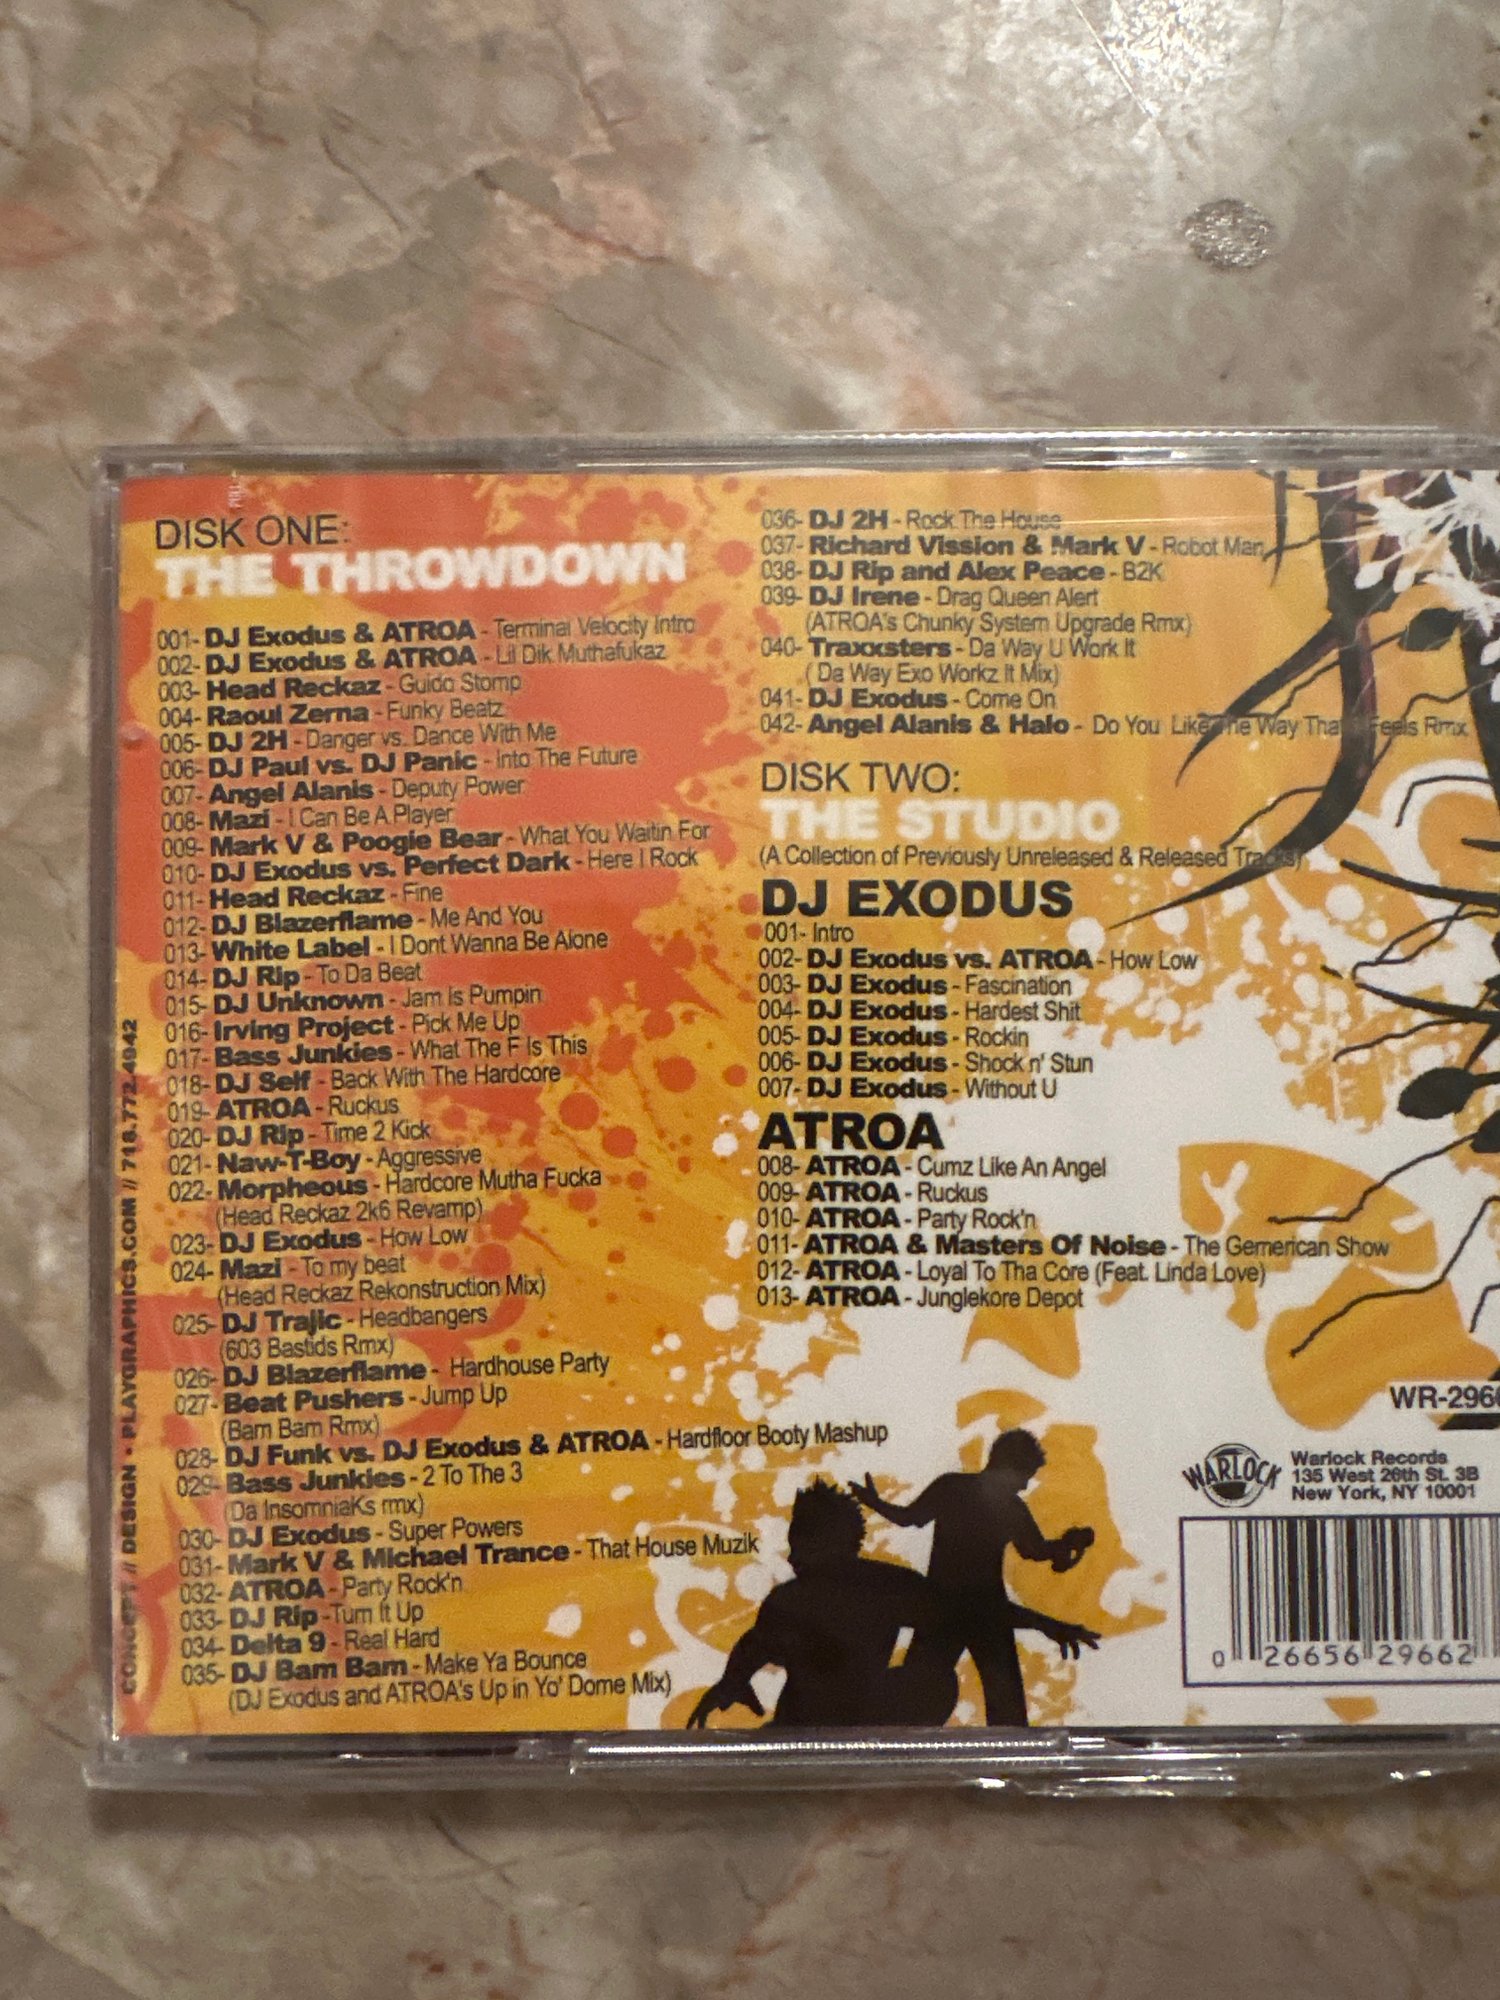 DISK ONE:
THE THROWDOWN
001- DJ Exodus & ATROA - Terminal Velocity Intro
002- DJ Exodus & ATROA - Lil Dik Muthafukaz
003- Head Reckaz - Guido Stomp
004- Raoul Zerna - Funky Beatz
005- DJ 2H - Danger vs. Dance With Me
006- DJ Paul vs. DJ Panic - Into The Future
007- Angel Alanis - Deputy Power
008- Mazi - I Can Be A Player
009- Mark V & Poogie Bear - What You Waitin For
010- DJ Exodus vs. Perfect Dark - Here I Rock
011- Head Reckaz - Fine
012- DJ Blazerflame - Me And You
013- White Label - I Dont Wanna Be Alone
014- DJ Rip - To Da Beat
015- DJ Unknown - Jam Is Pumpin
016- Irving Project - Pick Me Up
017- Bass Junkies - What The F Is This
018- DJ Self - Back With The Hardcore
019- ATROA - Ruckus
020- DJ Rip - Time 2 Kick
021- Naw-T-Boy - Aggressive
022- Morpheous - Hardcore Mutha Fucka
(Head Reckaz 2k6 Revamp)
023- DJ Exodus - How Low
024- Mazi - To my beat
(Head Reckaz Rekonstruction Mix)
025- DJ Trajic - Headbangers
(603 Bastids Rmx)
026- DJ Blazerflame - Hardhouse Party
027- Beat Pushers - Jump Up
(Bam Bam Rmx)
028- DJ Funk vs. DJ Exodus & ATROA - Hardfloor Booty Mashup
029- Bass Junkies - 2 To The 3
(Da InsomniaKs rmx)
030- DJ Exodus - Super Powers
031- Mark V & Michael Trance - That House Muzik
032- ATROA - Party Rock'n
033- DJ Rip -Turn It Up
034- Delta 9 - Real Hard
035- DJ Bam Bam - Make Ya Bounce
(DJ Exodus and ATROA's Up in Yo' Dome Mix)
036- DJ 2H - Rock The House
037- Richard Vission & Mark V - Robot Man
038- DJ Rip and Alex Peace - B2K
039- DJ Irene - Drag Queen Alert
(ATROA's Chunky System Upgrade Rmx)
040- Traxxsters - Da Way U Work It
( Da Way Exo Workz It Mix)
041- DJ Exodus - Come On
042- Angel Alanis & Halo - Do You Like The Way That Feels Rmx
DISK TWO:
THE STUDIO
(A Collection of Previously Unreleased & Released Tracks)
DJ EXODUS
001- Intro
002- DJ Exodus vs. ATROA - How Low
003- DJ Exodus - Fascination
004- DJ Exodus - Hardest Shit
005- DJ Exodus - Rockin
006- DJ Exodus - Shock n' Stun
007- DJ Exodus - Without U
ATROA
008- ATROA - Cumz Like An Angel
009- ATROA - Ruckus
010- ATROA - Party Rock'n
011- ATROA & Masters Of Noise - The Gemerican Show
012- ATROA - Loyal To Tha Core (Feat. Linda Love)
013- ATROA - Junglekore Depot
CONCEPT // DESIGN • PLAYGRAPHICS.COM // 718.772.4942
WR-296
WARLOCK
Warlock Records
135 West 26th St. 3B
New York, NY 10001
0 26656 29662